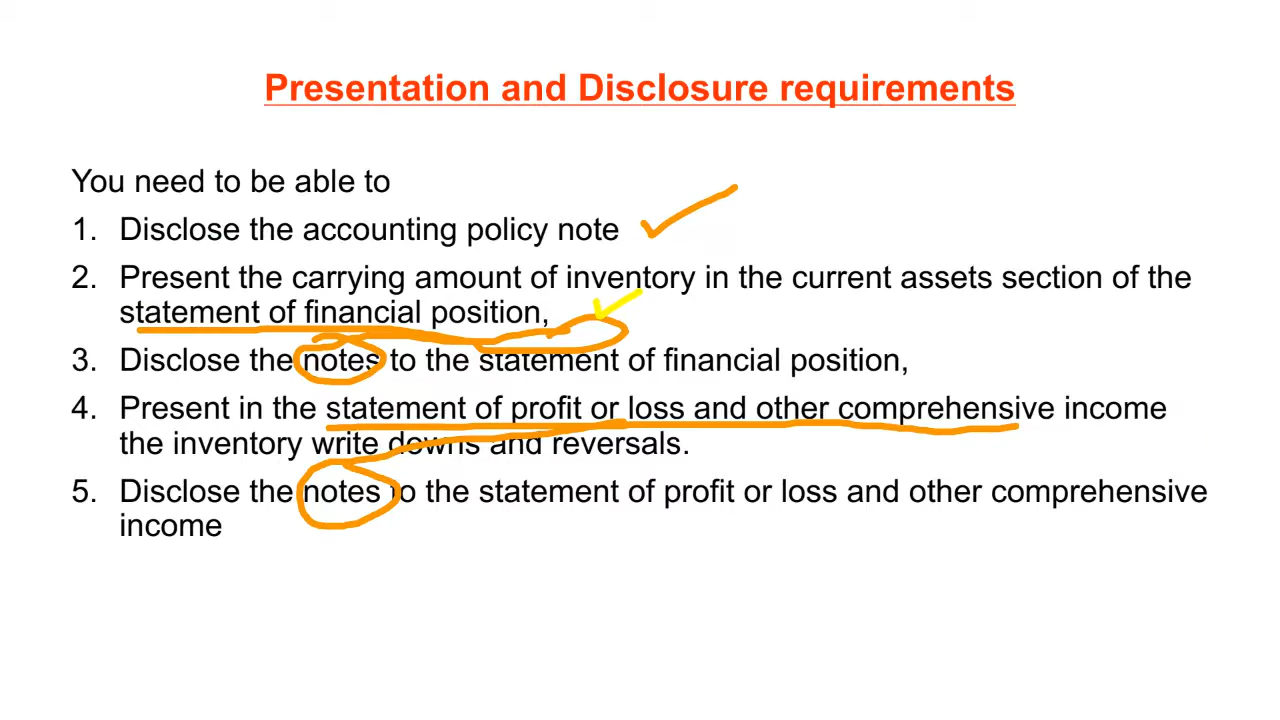 Presentation and Disclosure requirements
You need to be able to
1. Disclose the accounting policy note
2. Present the carrying amount of inventory in the current assets section of the
statement of financial position,
3. Disclose the notes to the statement of financial position,
4. Present in the statement of profit or loss and other comprehensive income
the inventory write downs and reversals.
5. Disclose the notes to the statement of profit or loss and other comprehensive
income